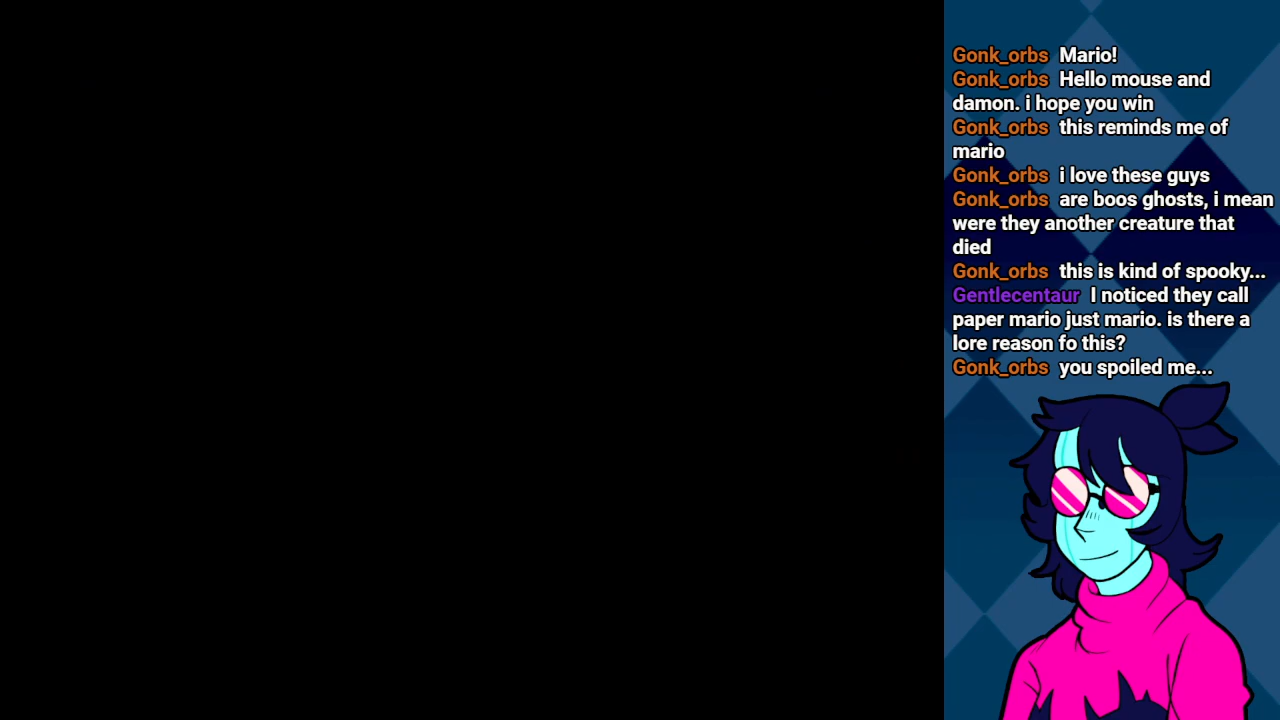 Gonk_orbs Mario!
Gonk_orbs Hello mouse and
damon. i hope you win
Gonk_orbs this reminds me of
mario
Gonk_orbs i love these guys
Gonk_orbs are boos ghosts, i mean
were they another creature that
died
Gonk_orbs this is kind of spooky...
Gentlecentaur I noticed they call
paper mario just mario. is there a
lore reason fo this?
Gonk_orbs you spoiled me...